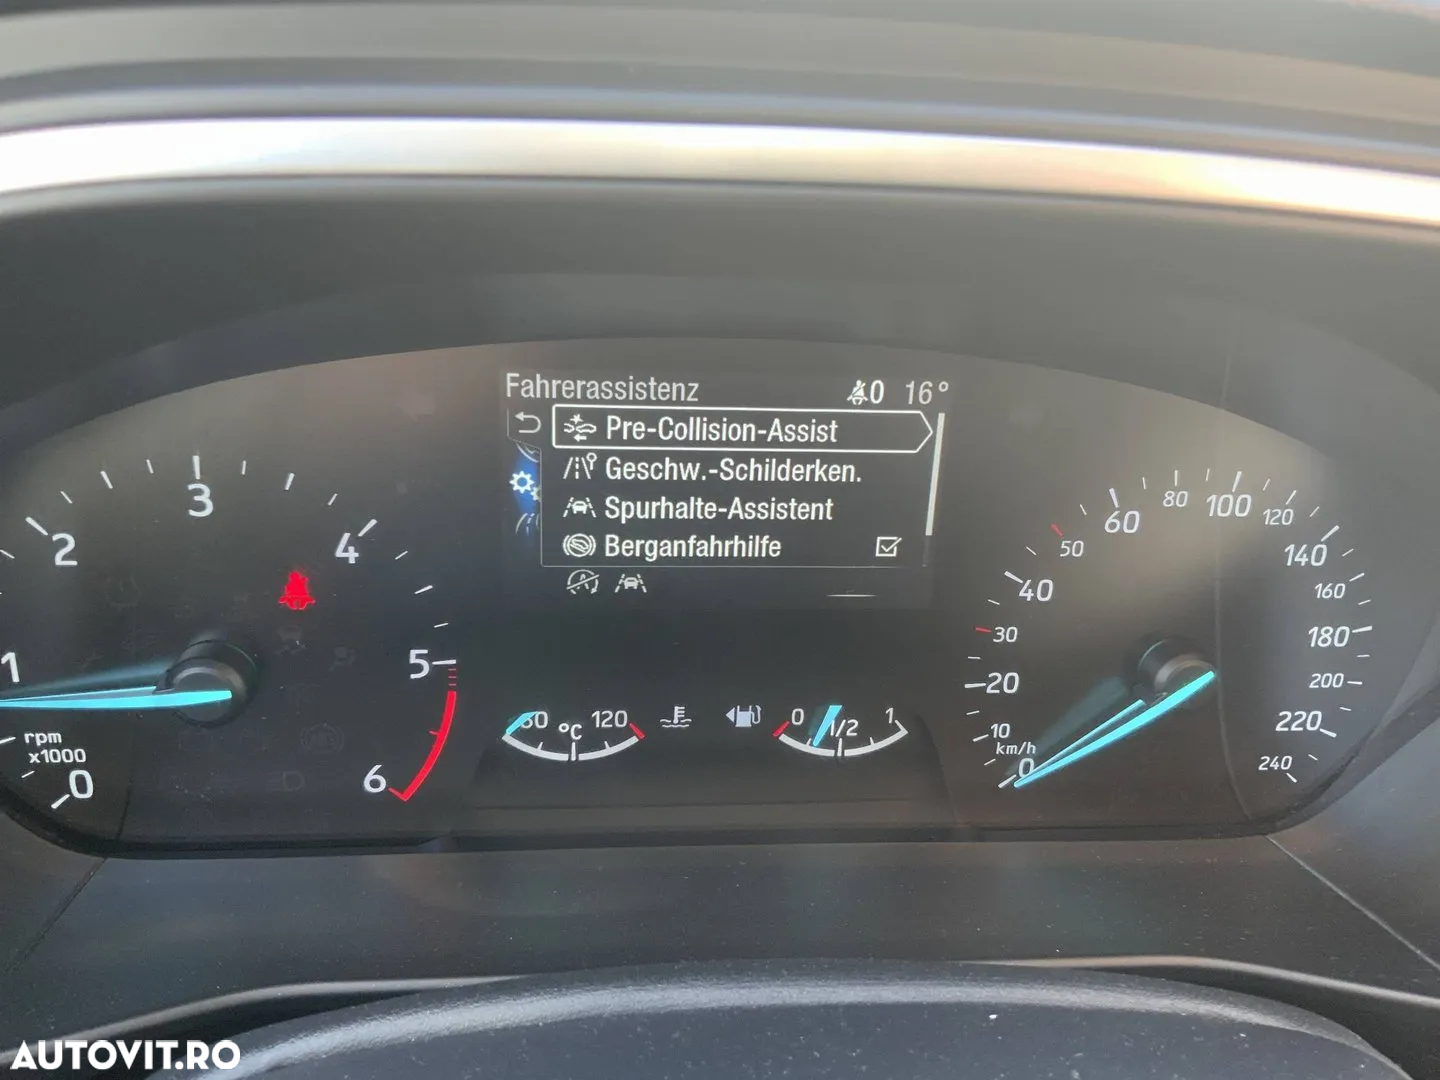 Fahrerassistenz 0 16°
Pre-Collision-Assist
Geschw.-Schilderken.
Spurhalte-Assistent
Berganfahrhilfe
0
1
2
3
4
5
6
rpm
x1000
°C 120
0 1/2 1
0
10
20
30
40
50
60
80
100
120
140
160
180
200
220
240
km/h
AUTOVIT.RO